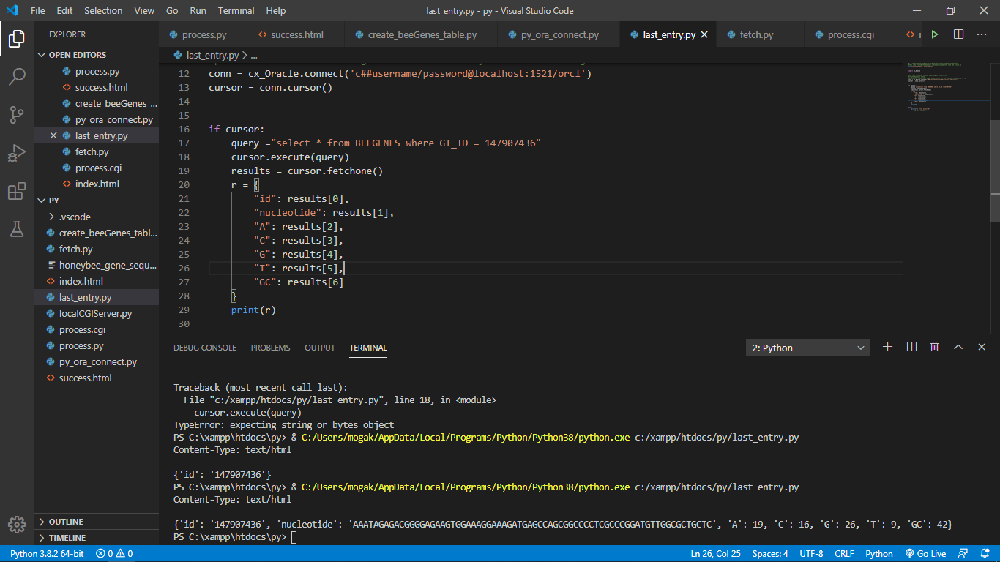 File Edit Selection View Go Run Terminal Help last_entry.py - py - Visual Studio Code
EXPLORER
OPEN EDITORS
process.py
success.html
create_beeGenes_...
py_ora_connect.py
last_entry.py
fetch.py
process.cgi
index.html
PY
.vscode
create_beeGenes_tabl...
fetch.py
honeybee_gene_sequ...
index.html
last_entry.py
localCGIServer.py
process.cgi
process.py
py_ora_connect.py
success.html
OUTLINE
TIMELINE
process.py success.html create_beeGenes_table.py py_ora_connect.py last_entry.py fetch.py process.cgi i
last_entry.py > ...
12 conn = cx_Oracle.connect('c##username/password@localhost:1521/orcl')
13 cursor = conn.cursor()
14
15
16 if cursor:
17 query ="select * from BEEGENES where GI_ID = 147907436"
18 cursor.execute(query)
19 results = cursor.fetchone()
20 r = {
21 "id": results[0],
22 "nucleotide": results[1],
23 "A": results[2],
24 "C": results[3],
25 "G": results[4],
26 "T": results[5],
27 "GC": results[6]
28 }
29 print(r)
30
DEBUG CONSOLE PROBLEMS OUTPUT TERMINAL 2: Python
Traceback (most recent call last):
File "c:/xampp/htdocs/py/last_entry.py", line 18, in <module>
cursor.execute(query)
TypeError: expecting string or bytes object
PS C:\xampp\htdocs\py> & C:/Users/mogak/AppData/Local/Programs/Python/Python38/python.exe c:/xampp/htdocs/py/last_entry.py
Content-Type: text/html
{'id': '147907436'}
PS C:\xampp\htdocs\py> & C:/Users/mogak/AppData/Local/Programs/Python/Python38/python.exe c:/xampp/htdocs/py/last_entry.py
Content-Type: text/html
{'id': '147907436', 'nucleotide': 'AAATAGAGACGGGGAGAAGTGGAAAGGAAAGATGAGCCAGCGGCCCCTCGCCCGGATGTTGGCGCTGCTC', 'A': 19, 'C': 16, 'G': 26, 'T': 9, 'GC': 42}
PS C:\xampp\htdocs\py>
Python 3.8.2 64-bit 0 0 Ln 26, Col 25 Spaces: 4 UTF-8 CRLF Python Go Live